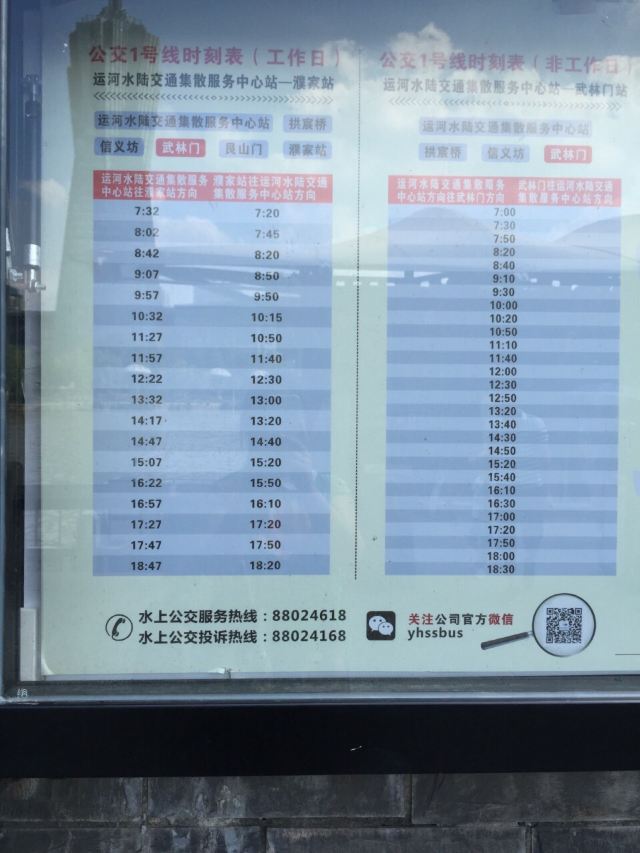 公交1号线时刻表（工作日）
运河水陆交通集散服务中心站—濮家站
运河水陆交通集散服务中心站 拱宸桥
信义坊 武林门 艮山门 濮家站
运河水陆交通集散服务 濮家站往运河水陆交通
中心站往濮家站方向 集散服务中心站方向
7:32 7:20
8:02 7:45
8:42 8:20
9:07 8:50
9:57 9:50
10:32 10:15
11:27 10:50
11:57 11:40
12:22 12:30
13:32 13:00
14:17 13:20
14:47 14:40
15:07 15:20
16:22 15:50
16:57 16:10
17:27 17:20
17:47 17:50
18:47 18:20
公交1号线时刻表（非工作日）
运河水陆交通集散服务中心站—武林门站
运河水陆交通集散服务中心站
拱宸桥 信义坊 武林门
运河水陆交通集散服务 武林门往运河水陆交通
中心站方向往武林门方向 集散服务中心站方向
7:00
7:30
7:50
8:20
8:40
9:10
9:30
10:00
10:20
10:50
11:10
11:40
12:00
12:30
12:50
13:20
13:40
14:30
14:50
15:20
15:40
16:10
16:30
17:00
17:20
17:50
18:00
18:30
水上公交服务热线：88024618
水上公交投诉热线：88024168
关注公司官方微信
yhssbus